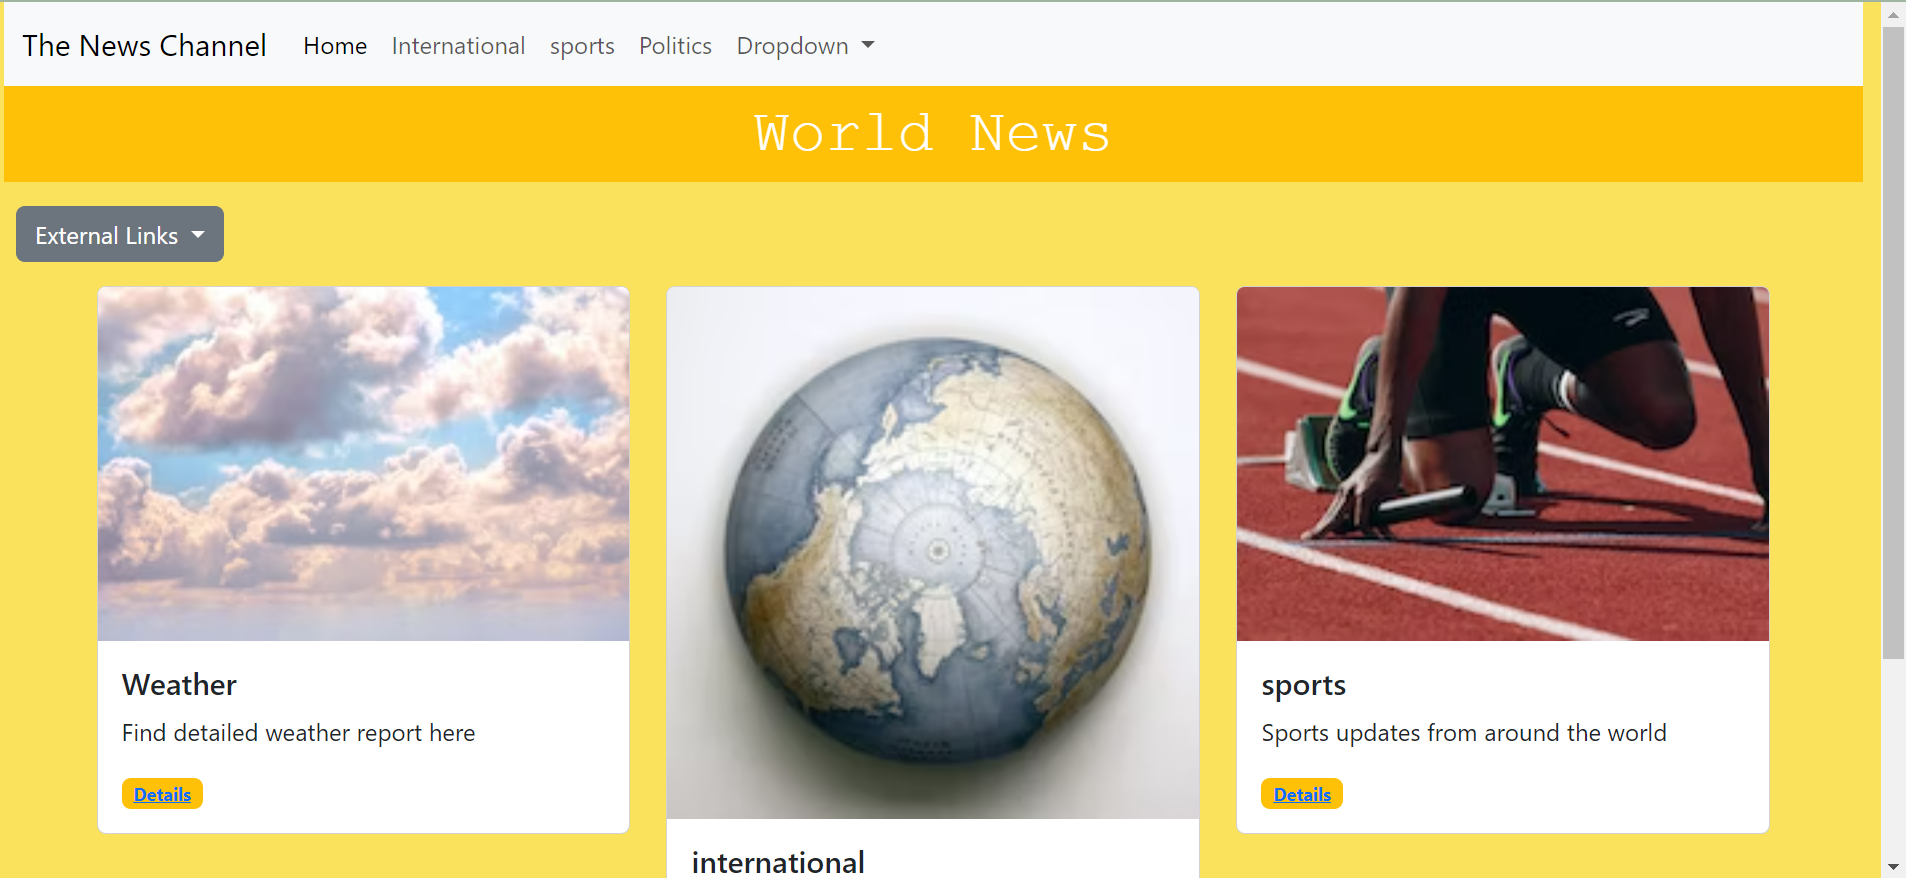 The News Channel Home International sports Politics Dropdown
World News
External Links
Weather
Find detailed weather report here
Details
international
sports
Sports updates from around the world
Details